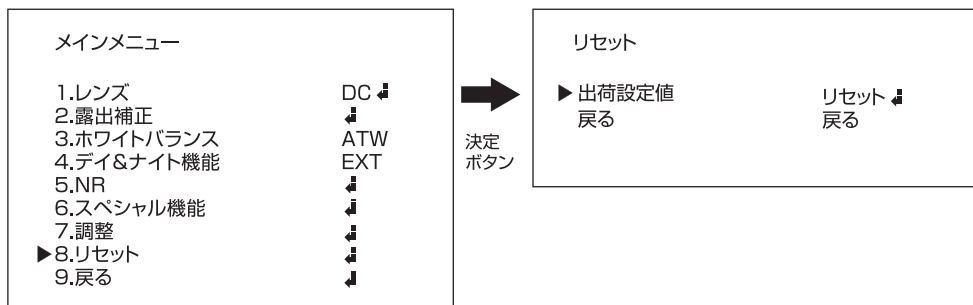 メインメニュー
1.レンズ DC
2.露出補正
3.ホワイトバランス ATW
4.デイ&ナイト機能 EXT
5.NR
6.スペシャル機能
7.調整
▶8.リセット
9.戻る
決定
ボタン
リセット
▶出荷設定値 リセット
戻る 戻る